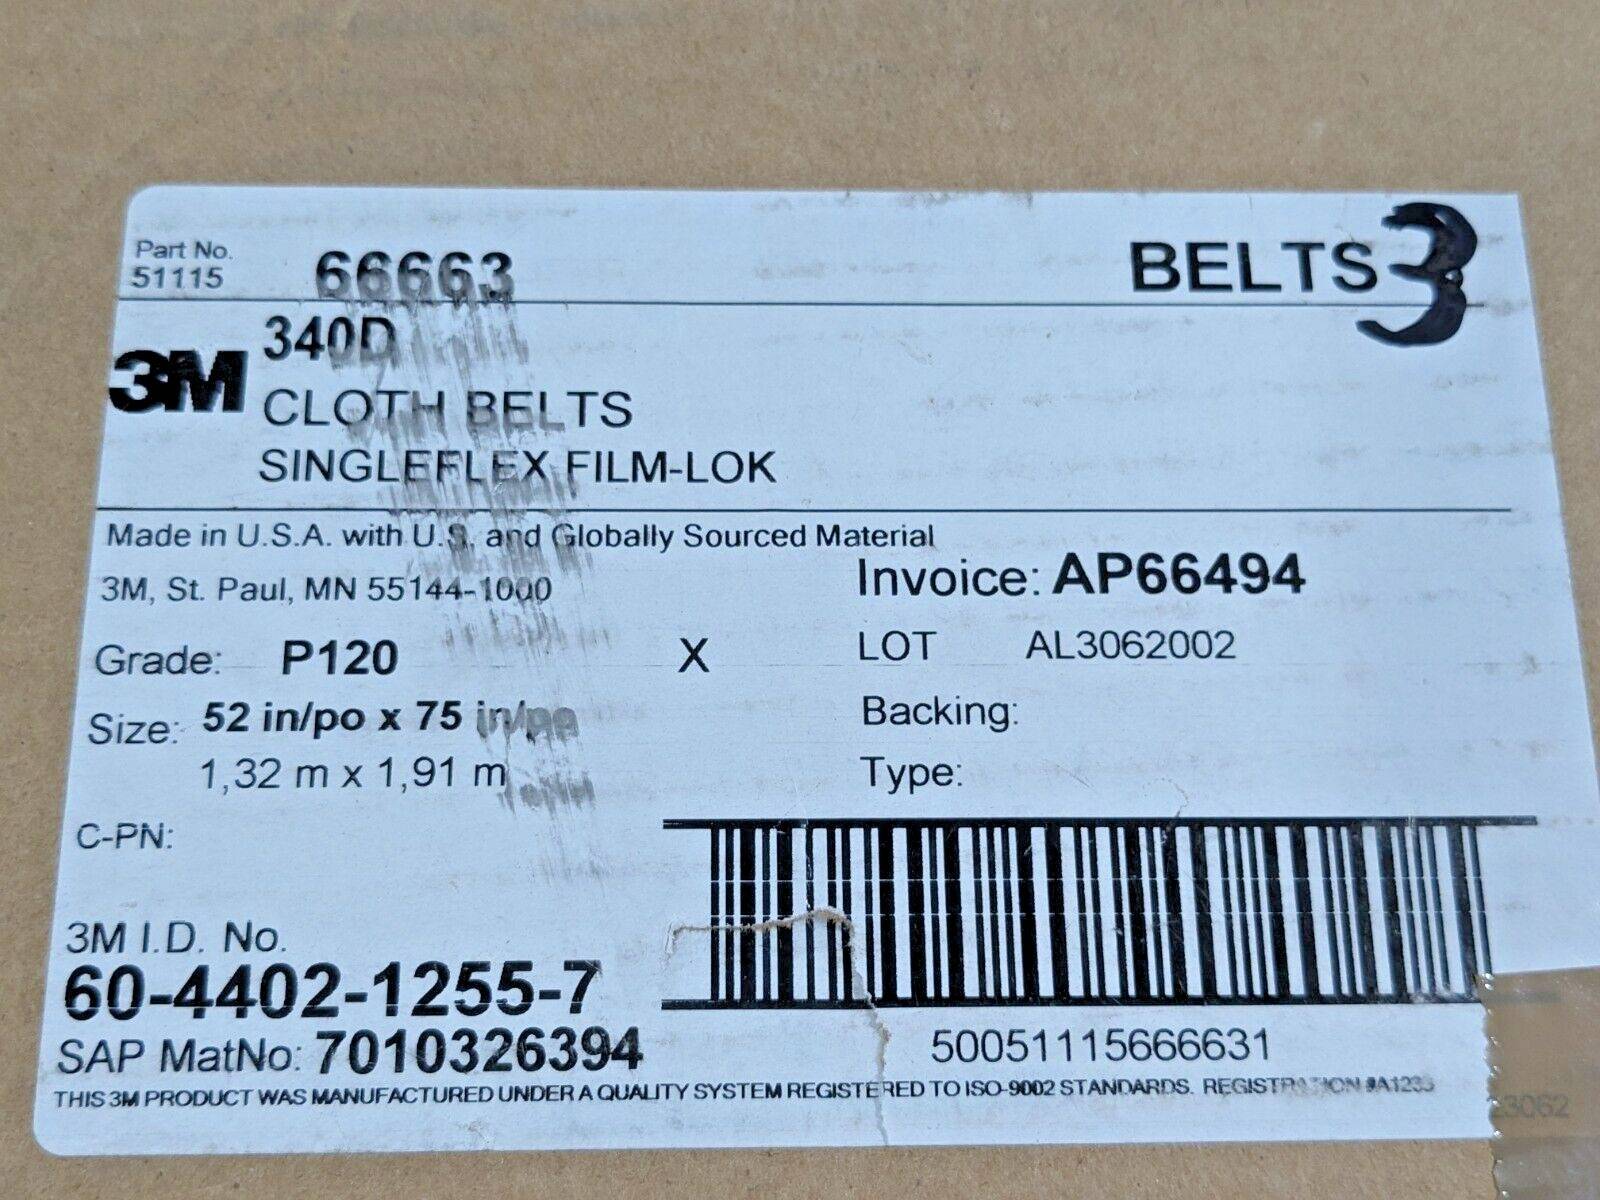 Part No.
51115 66663 BELTS 3
3M 340D
CLOTH BELTS
SINGLEFLEX FILM-LOK
Made in U.S.A. with U.S. and Globally Sourced Material
3M, St. Paul, MN 55144-1000
Invoice: AP66494
Grade: P120 X
LOT AL3062002
Size: 52 in/po x 75 in/po
1,32 m x 1,91 m
Backing:
Type:
C-PN:
3M I.D. No.
60-4402-1255-7
SAP MatNo: 7010326394
50051115666631
THIS 3M PRODUCT WAS MANUFACTURED UNDER A QUALITY SYSTEM REGISTERED TO ISO-9002 STANDARDS. REGISTRATION #A1235